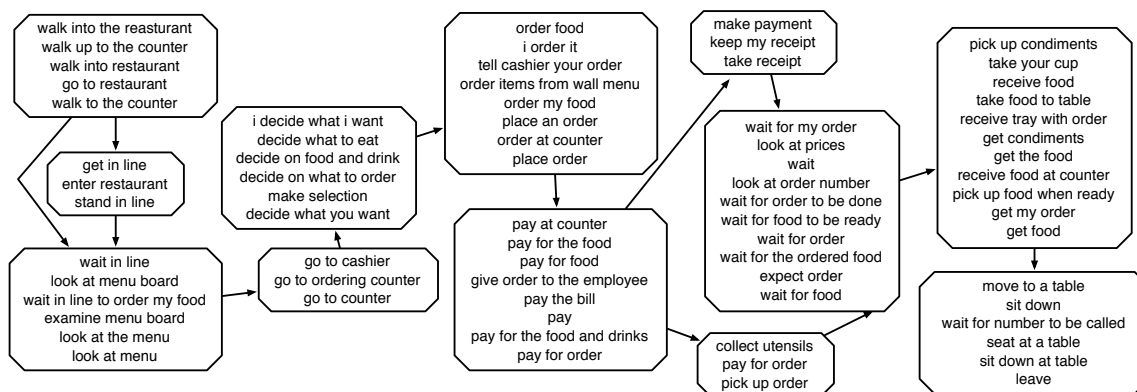 walk into the reasturant
walk up to the counter
walk into restaurant
go to restaurant
walk to the counter
get in line
enter restaurant
stand in line
wait in line
look at menu board
wait in line to order my food
examine menu board
look at the menu
look at menu
go to cashier
go to ordering counter
go to counter
i decide what i want
decide what to eat
decide on food and drink
decide on what to order
make selection
decide what you want
order food
i order it
tell cashier your order
order items from wall menu
order my food
place an order
order at counter
place order
pay at counter
pay for the food
pay for food
give order to the employee
pay the bill
pay
pay for the food and drinks
pay for order
make payment
keep my receipt
take receipt
collect utensils
pay for order
pick up order
wait for my order
look at prices
wait
look at order number
wait for order to be done
wait for food to be ready
wait for order
wait for the ordered food
expect order
wait for food
pick up condiments
take your cup
receive food
take food to table
receive tray with order
get condiments
get the food
receive food at counter
pick up food when ready
get my order
get food
move to a table
sit down
wait for number to be called
seat at a table
sit down at table
leave